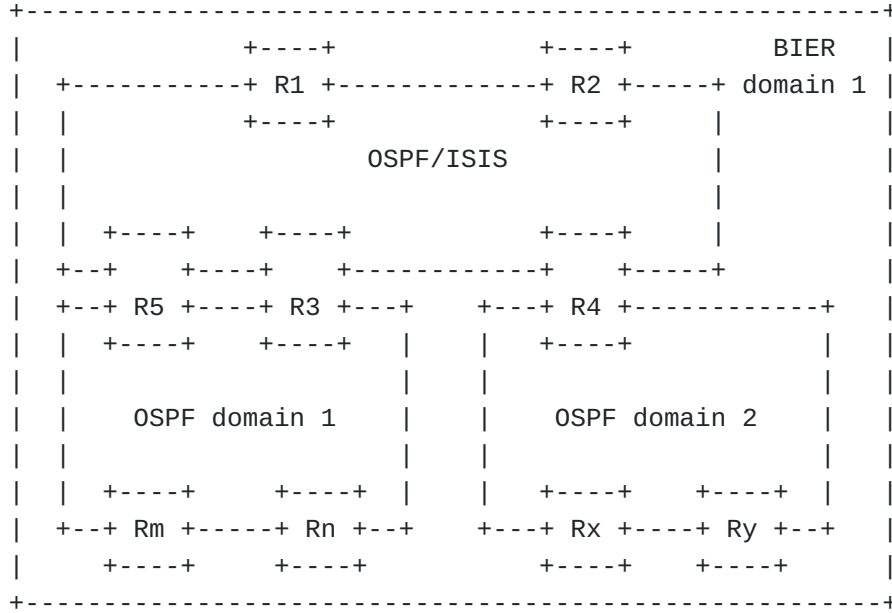 BIER
R1 R2 domain 1
OSPF/ISIS
R5 R3 R4
OSPF domain 1 OSPF domain 2
Rm Rn Rx Ry